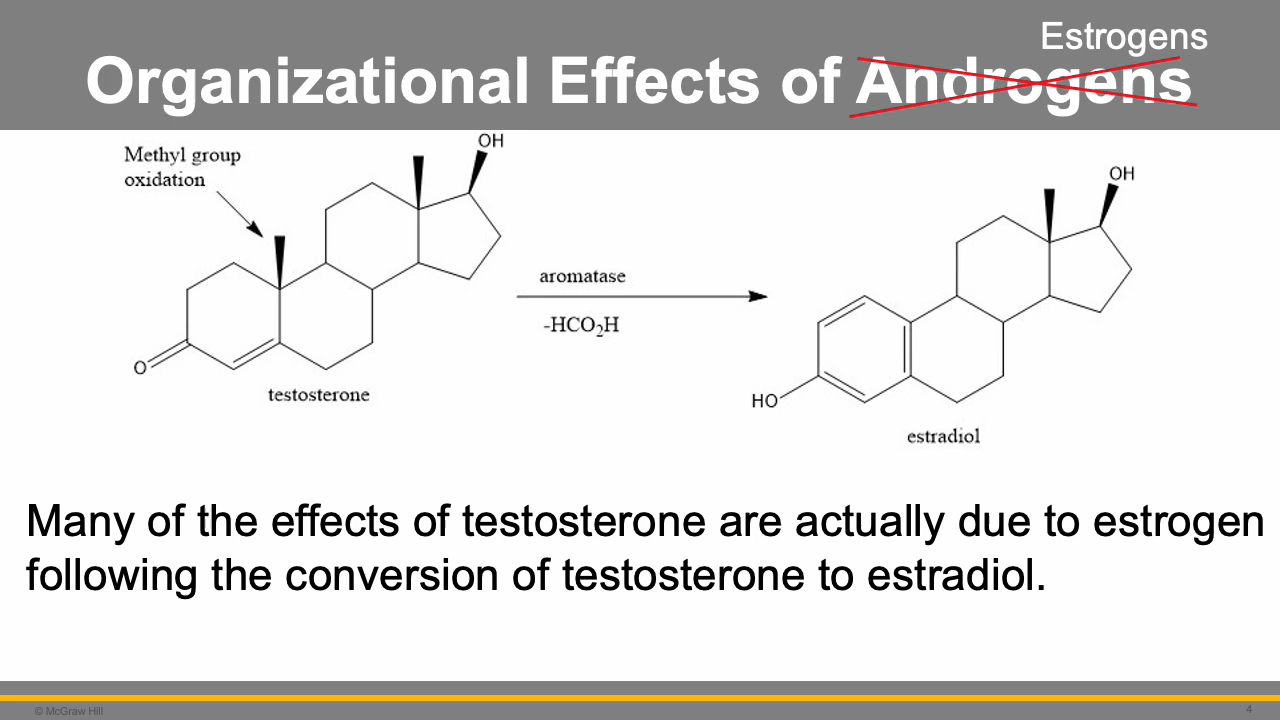 Estrogens
Organizational Effects of Androgens
Methyl group
oxidation
OH
O
testosterone
aromatase
-HCO₂H
OH
HO
estradiol
Many of the effects of testosterone are actually due to estrogen
following the conversion of testosterone to estradiol.
© McGraw Hill
4